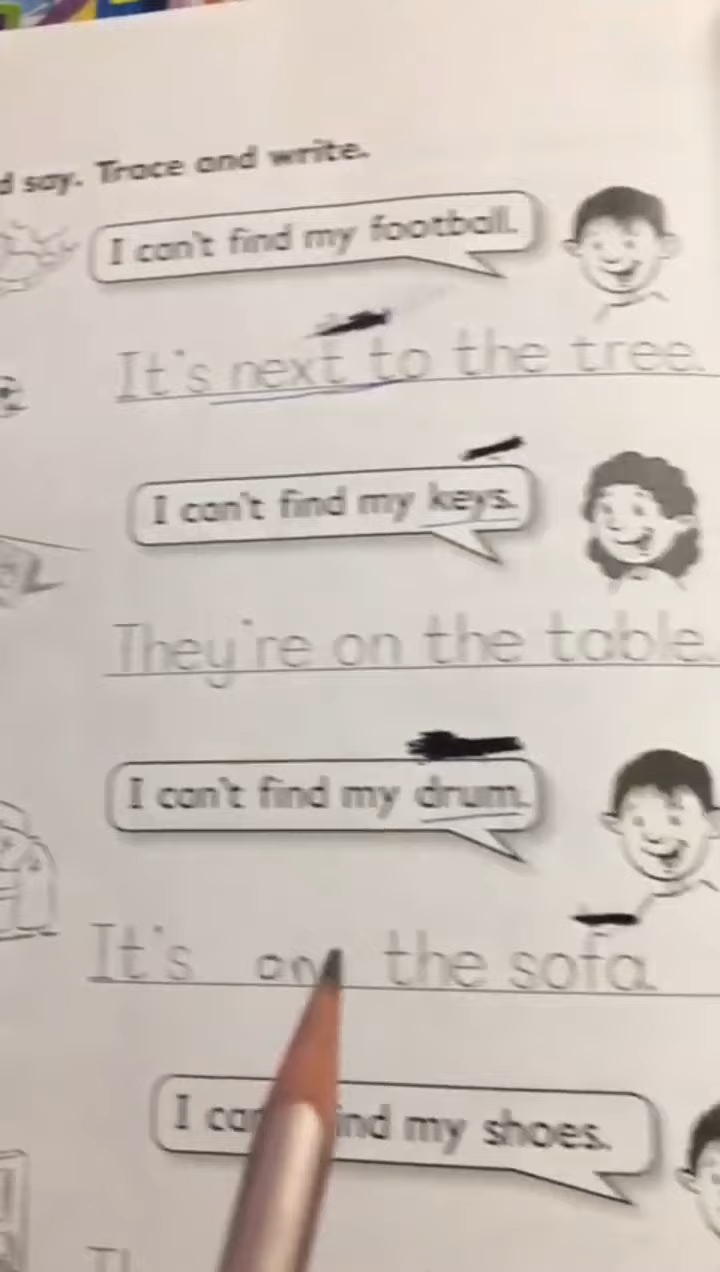 d say. Trace and write.
I can't find my football.
It's next to the tree.
I can't find my keys.
They're on the table.
I can't find my drum.
It's on the sofa.
I find my shoes.